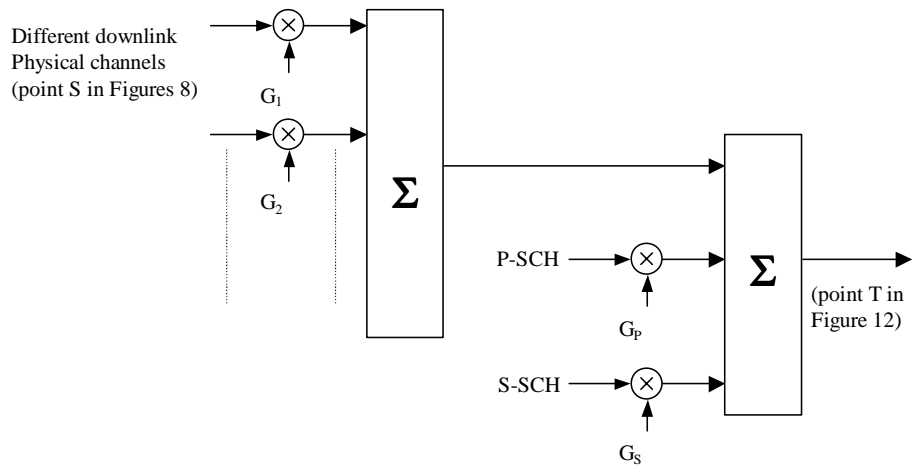 Different downlink
Physical channels
(point S in Figures 8)
G1
G2
Σ
P-SCH
GP
Σ
(point T in
Figure 12)
S-SCH
GS